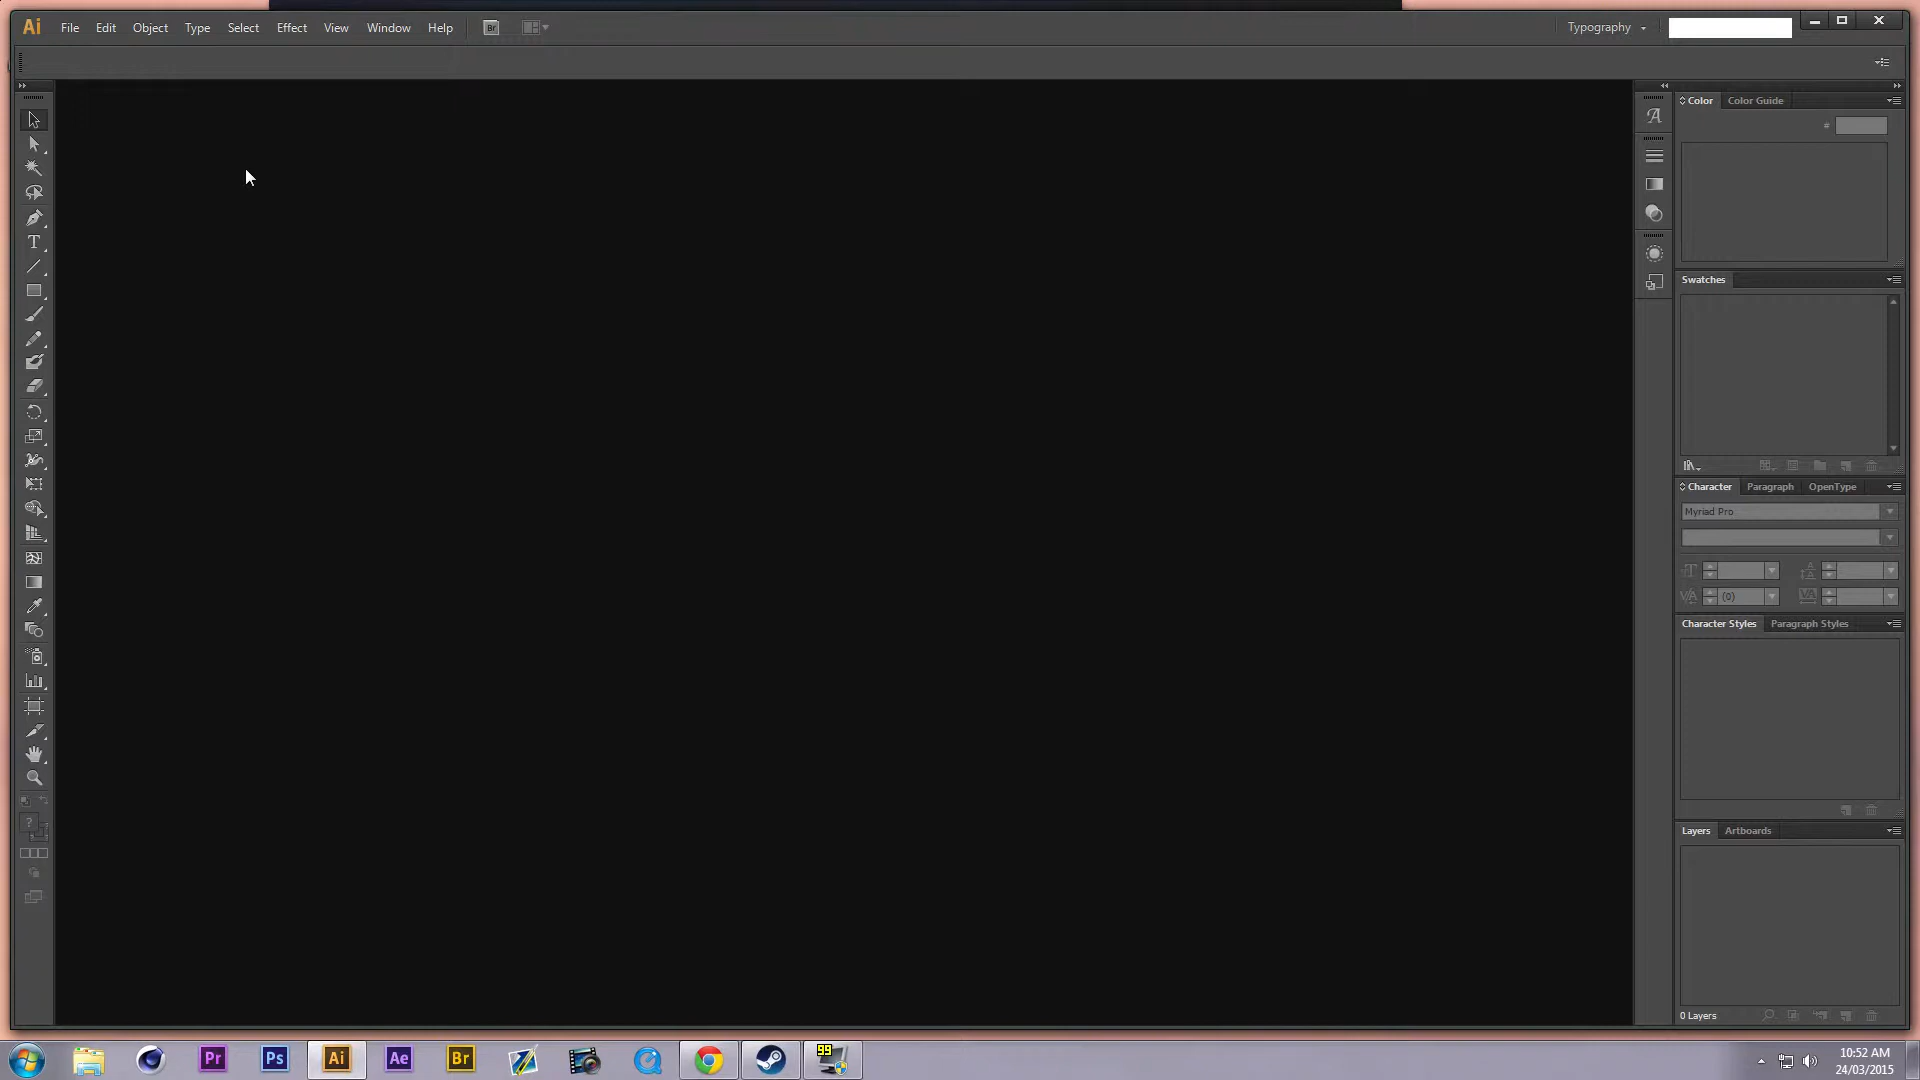 Ai File Edit Object Type Select Effect View Window Help Br Typography
Color Color Guide
#
Swatches
Character Paragraph OpenType
Myriad Pro
(0)
Character Styles Paragraph Styles
Layers Artboards
0 Layers
Pr Ps Ai Ae Br 99 10:52 AM
24/03/2015